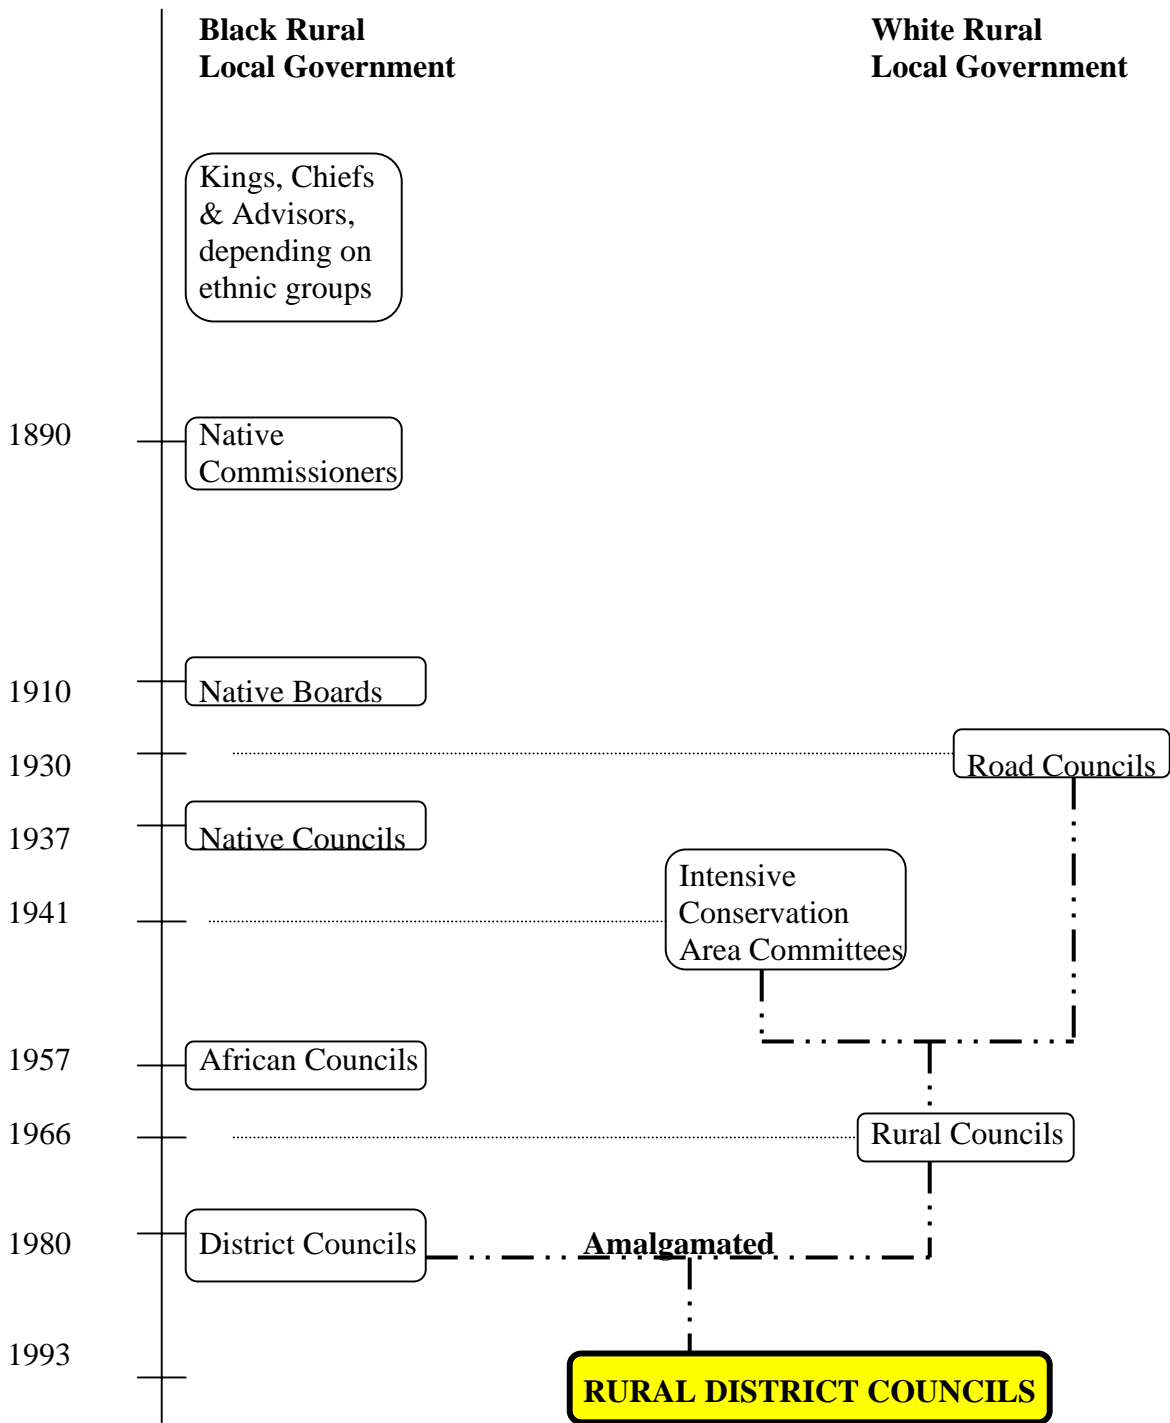 Black Rural
Local Government
White Rural
Local Government
Kings, Chiefs
& Advisors,
depending on
ethnic groups
1890
Native
Commissioners
1910
Native Boards
1930
Road Councils
1937
Native Councils
1941
Intensive
Conservation
Area Committees
1957
African Councils
1966
Rural Councils
1980
District Councils
Amalgamated
1993
RURAL DISTRICT COUNCILS